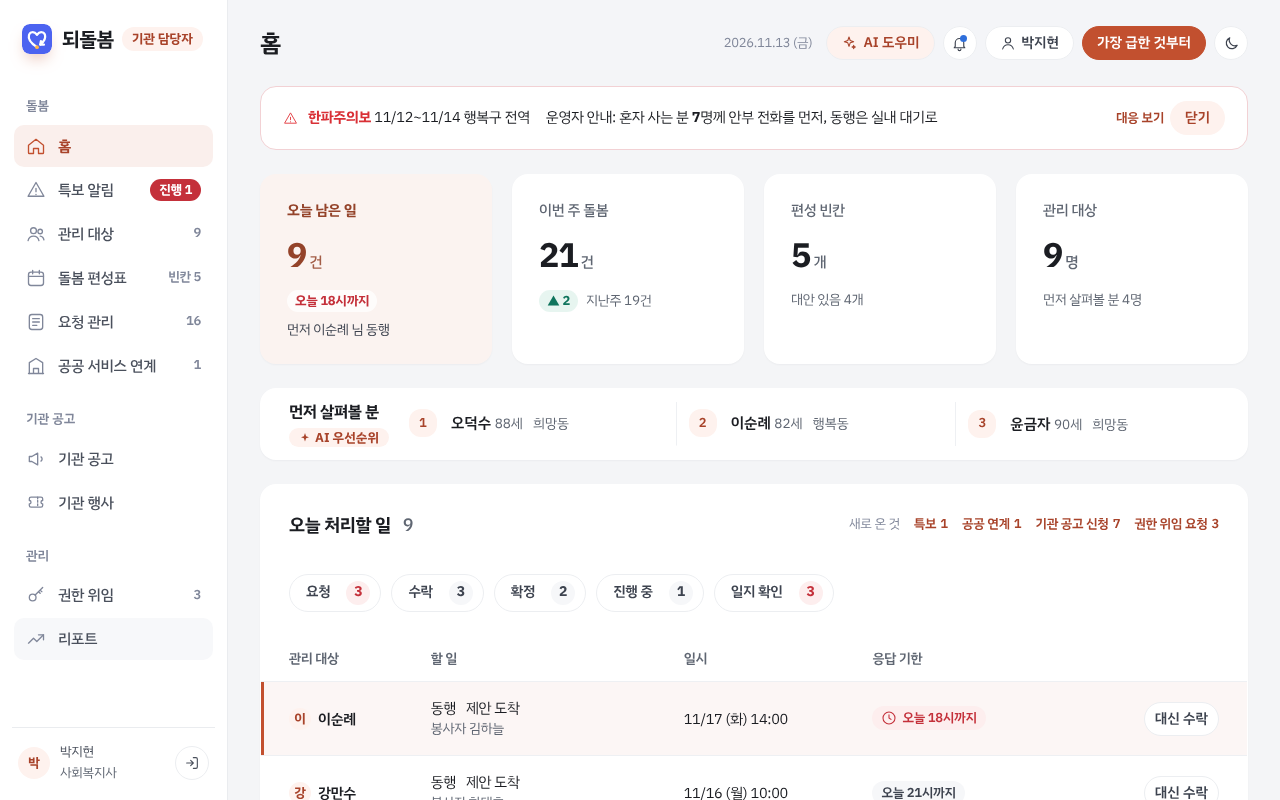 되돌봄 기관 담당자
돌봄
홈
특보 알림 진행 1
관리 대상 9
돌봄 편성표 빈칸 5
요청 관리 16
공공 서비스 연계 1
기관 공고
기관 공고
기관 행사
관리
권한 위임 3
리포트
박 박지현
사회복지사
홈
2026.11.13 (금) AI 도우미 박지현 가장 급한 것부터
한파주의보 11/12~11/14 행복구 전역 운영자 안내: 혼자 사는 분 7명께 안부 전화를 먼저, 동행은 실내 대기로 대응 보기 닫기
오늘 남은 일
9건
오늘 18시까지
먼저 이순례 님 동행
이번 주 돌봄
21건
▲ 2 지난주 19건
편성 빈칸
5개
대안 있음 4개
관리 대상
9명
먼저 살펴볼 분 4명
먼저 살펴볼 분
AI 우선순위
1 오덕수 88세 희망동
2 이순례 82세 행복동
3 윤금자 90세 희망동
오늘 처리할 일 9
새로 온 것 특보 1 공공 연계 1 기관 공고 신청 7 권한 위임 요청 3
요청 3 수락 3 확정 2 진행 중 1 일지 확인 3
관리 대상 할 일 일시 응답 기한
이 이순례 동행 제안 도착 11/17 (화) 14:00 오늘 18시까지 대신 수락
봉사자 김하늘
강 강만수 동행 제안 도착 11/16 (월) 10:00 오늘 21시까지 대신 수락